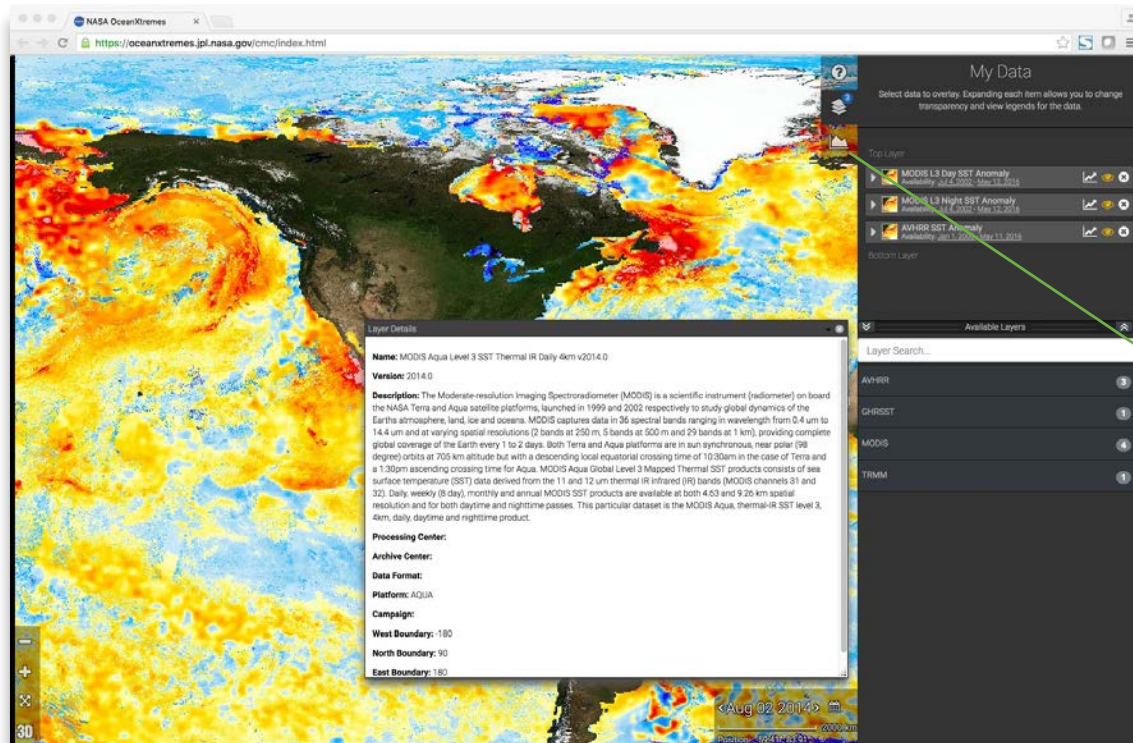 NASA OceanXtremes
https://oceanxtremes.jpl.nasa.gov/cmc/index.html
My Data
Select data to overlay. Expanding each item allows you to change
transparency and view legends for the data.
3
Top Layer
MODIS L3 Day SST Anomaly
Availability: Jul 4, 2002 - May 12, 2016
MODIS L3 Night SST Anomaly
Availability: Jul 4, 2002 - May 12, 2016
AVHRR SST Anomaly
Availability: Jan 1, - May 11, 2016
Bottom Layer
Available Layers
Layer Search...
AVHRR 3
GHRSST 1
MODIS 4
TRMM 1
Layer Details
Name: MODIS Aqua Level 3 SST Thermal IR Daily 4km v2014.0
Version: 2014.0
Description: The Moderate-resolution Imaging Spectroradiometer (MODIS) is a scientific instrument (radiometer) on board
the NASA Terra and Aqua satellite platforms, launched in 1999 and 2002 respectively to study global dynamics of the
Earths atmosphere, land, ice and oceans. MODIS captures data in 36 spectral bands ranging in wavelength from 0.4 um to
14.4 um and at varying spatial resolutions (2 bands at 250 m, 5 bands at 500 m and 29 bands at 1 km), providing complete
global coverage of the Earth every 1 to 2 days. Both Terra and Aqua platforms are in sun synchronous, near polar (98
degree) orbits at 705 km altitude but with a descending local equatorial crossing time of 10:30am in the case of Terra and
a 1:30pm ascending crossing time for Aqua. MODIS Aqua Global Level 3 Mapped Thermal SST products consists of sea
surface temperature (SST) data derived from the 11 and 12 um thermal IR infrared (IR) bands (MODIS channels 31 and
32). Daily, weekly (8 day), monthly and annual MODIS SST products are available at both 4.63 and 9.26 km spatial
resolution and for both daytime and nighttime passes. This particular dataset is the MODIS Aqua, thermal-IR SST level 3,
4km, daily, daytime and nighttime product.
Processing Center:
Archive Center:
Data Format:
Platform: AQUA
Campaign:
West Boundary: -180
North Boundary: 90
East Boundary: 180
3D
Aug 02 2014
2000 km
Position